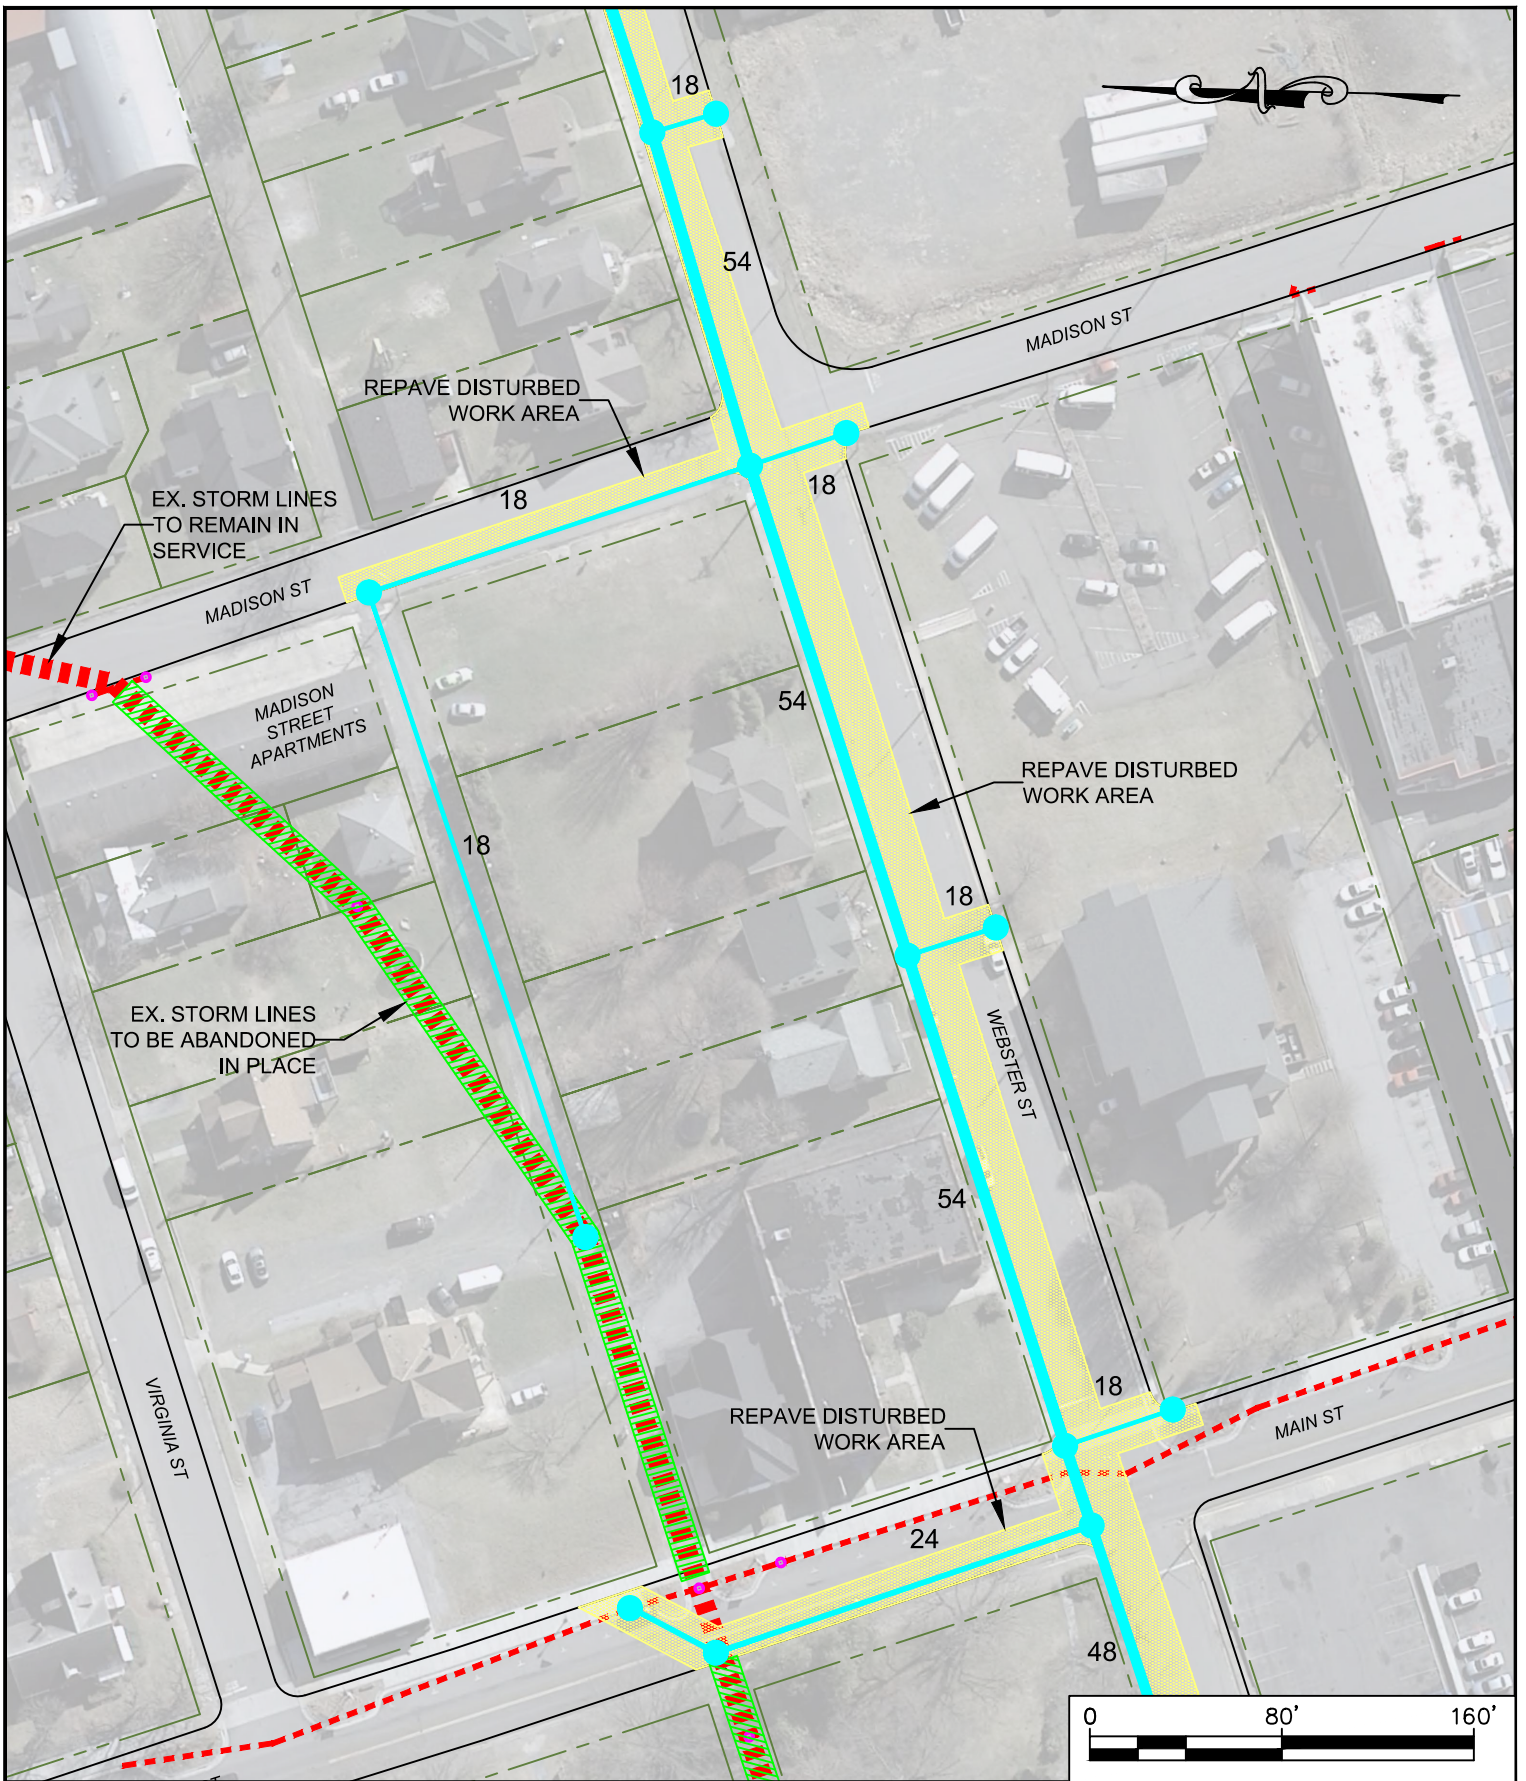 18
54
MADISON ST
REPAVE DISTURBED
WORK AREA
18
18
EX. STORM LINES
TO REMAIN IN
SERVICE
MADISON ST
MADISON
STREET
APARTMENTS
54
REPAVE DISTURBED
WORK AREA
18
18
EX. STORM LINES
TO BE ABANDONED
IN PLACE
WEBSTER ST
54
VIRGINIA ST
18
REPAVE DISTURBED
WORK AREA
MAIN ST
24
48
0 80' 160'